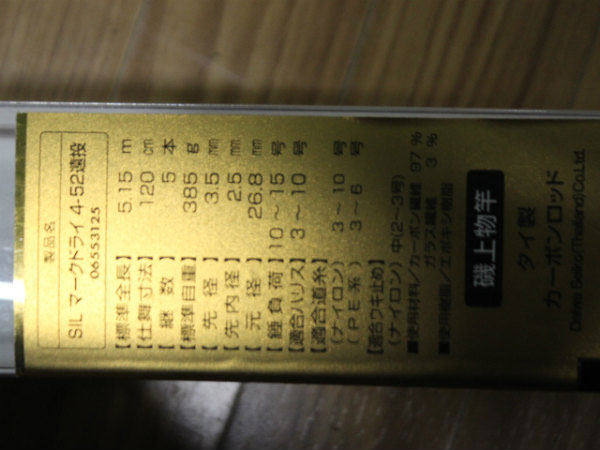 製品名
SIL マークドライ 4-52遠投
06553125
【標準全長】 5.15 m
【仕舞寸法】 120 cm
【継数】 5 本
【標準自重】 385 g
【先径】 3.5 mm
【先内径】 2.5 mm
【元径】 26.8 mm
【錘負荷】 10～15 号
【適合ハリス】 3～10 号
【適合道糸】
(ナイロン) 3～10 号
(PE系) 3～6 号
【適合ウキ止め】
(ナイロン) 中(2～3号)
■使用材料/カーボン繊維 97 %
ガラス繊維 3 %
■使用樹脂/エポキシ樹脂
磯上物竿
タイ製
カーボンロッド
Daiwa Seiko(Thailand)Co.Ltd.